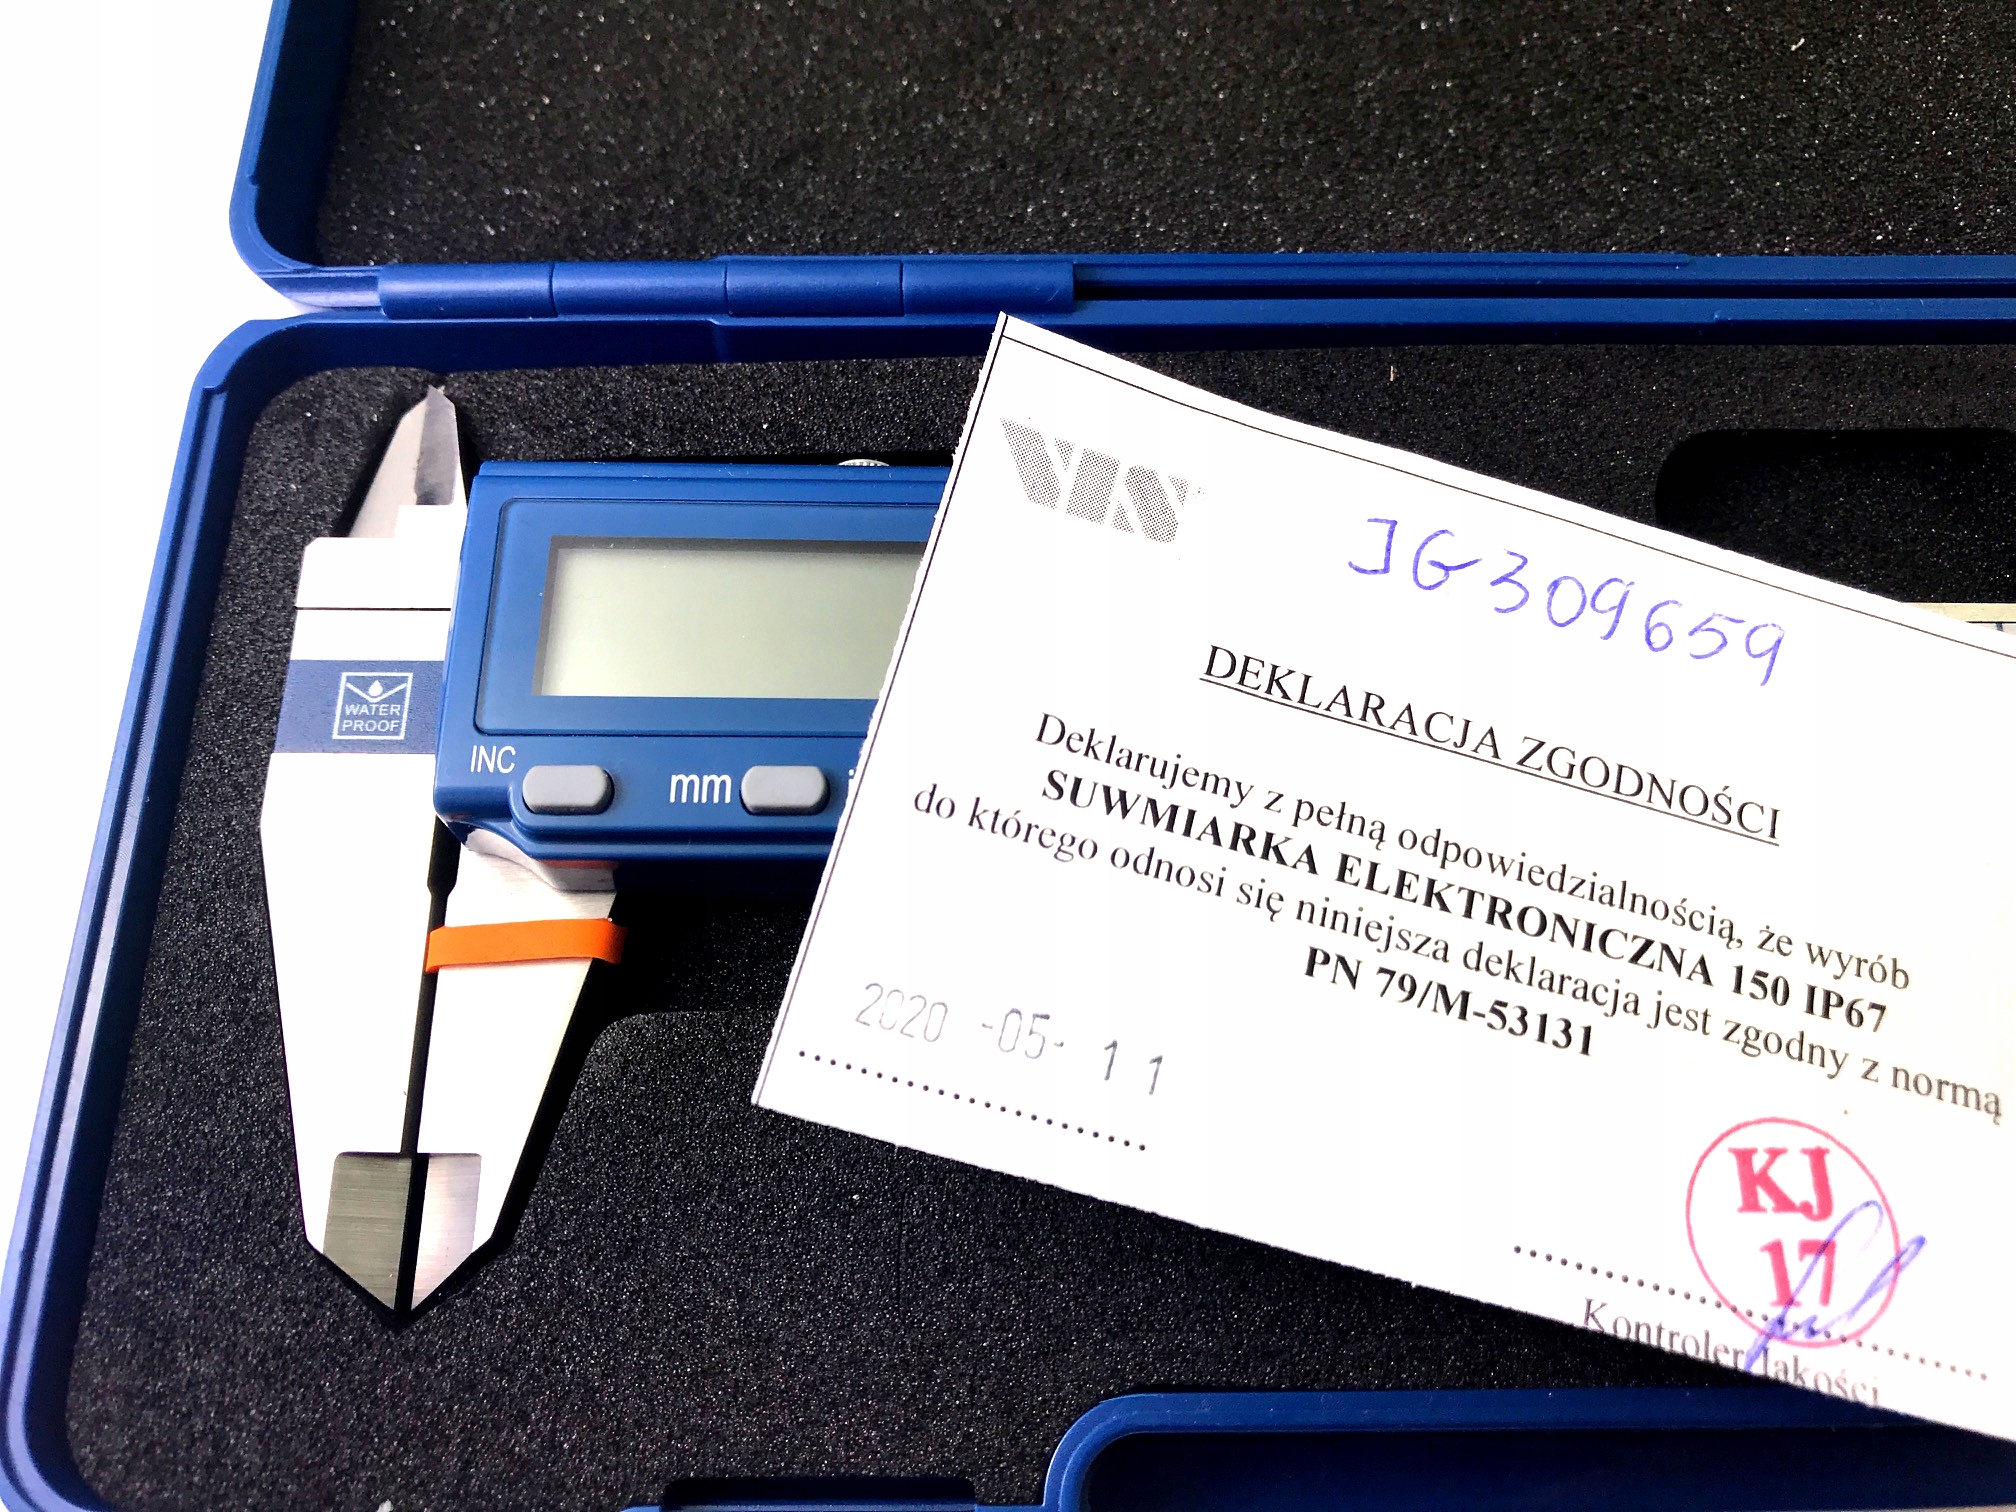 VIS
JG309659
DEKLARACJA ZGODNOŚCI
Deklarujemy z pełną odpowiedzialnością, że wyrób
SUWMIARKA ELEKTRONICZNA 150 IP67
do którego odnosi się niniejsza deklaracja jest zgodny z normą
PN 79/M-53131
2020 -05- 11
KJ
17
Kontroler Jakości
WATER
PROOF
INC
mm